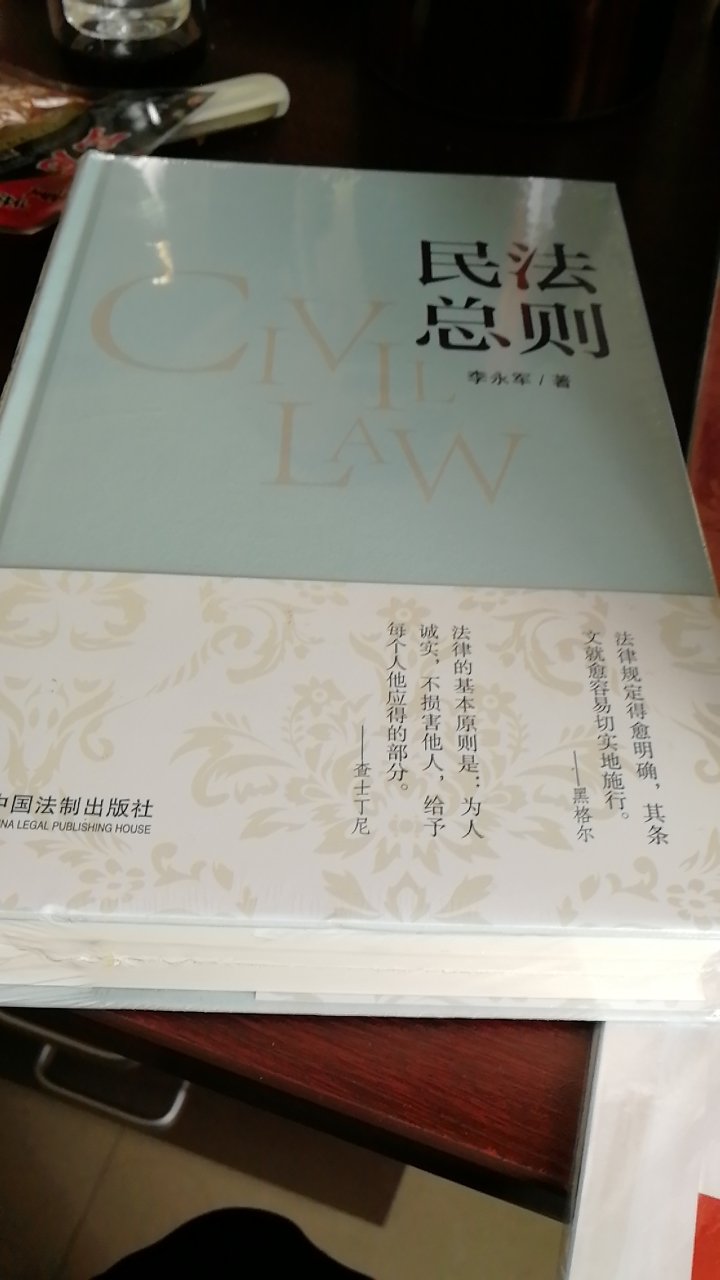 民法
总则
李永军 / 著
CIVIL
LAW
法律规定得愈明确，其条
文就愈容易切实地施行。
——黑格尔
法律的基本原则是：为人
诚实，不损害他人，给予
每个人他应得的部分。
——查士丁尼
中国法制出版社
NA LEGAL PUBLISHING HOUSE